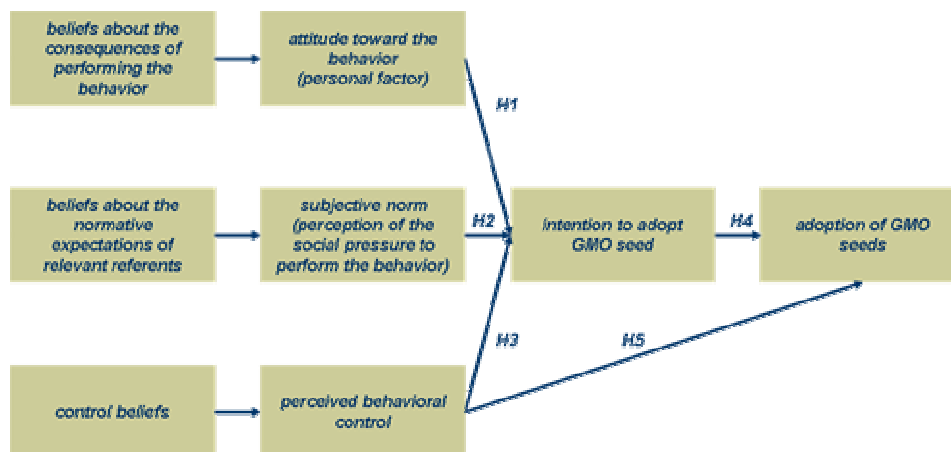 beliefs about the
consequences of
performing the
behavior
attitude toward the
behavior
(personal factor)
H1
beliefs about the
normative
expectations of
relevant referents
subjective norm
(perception of the
social pressure to
perform the behavior)
H2
intention to adopt
GMO seed
H4
adoption of GMO
seeds
H3
H5
control beliefs
perceived behavioral
control